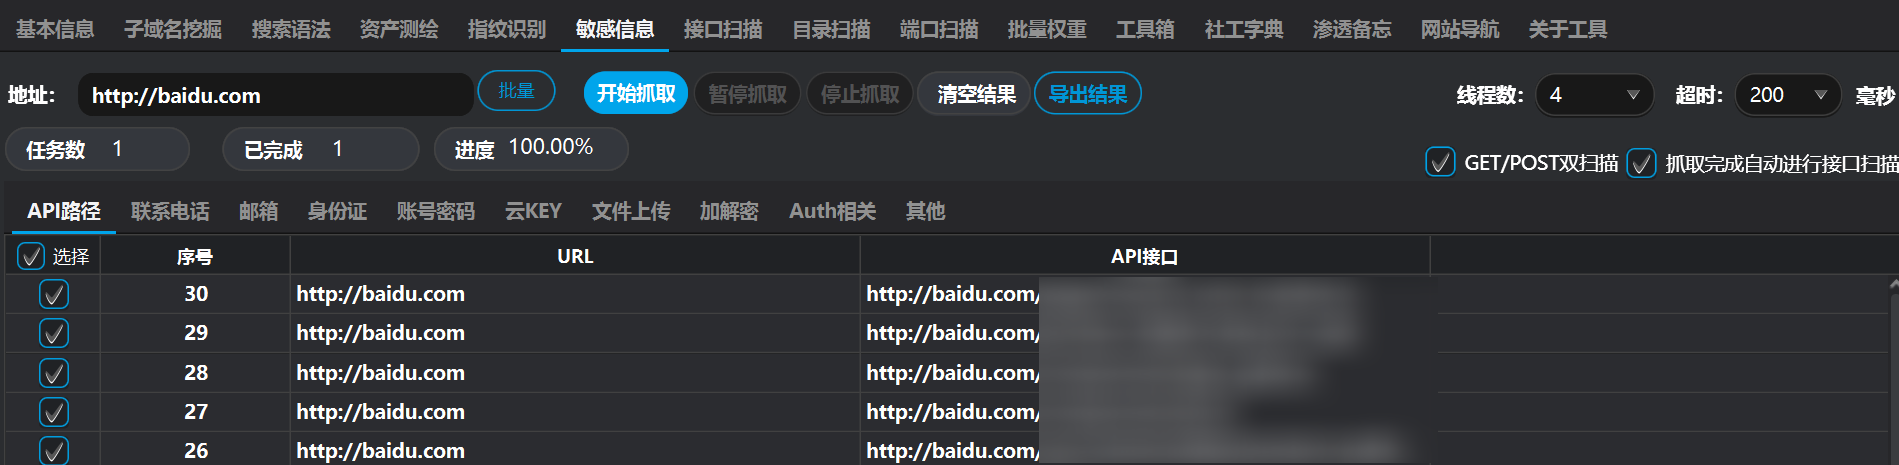 基本信息 子域名挖掘 搜索语法 资产测绘 指纹识别 敏感信息 接口扫描 目录扫描 端口扫描 批量权重 工具箱 社工字典 渗透备忘 网站导航 关于工具
地址： http://baidu.com 批量 开始抓取 暂停抓取 停止抓取 清空结果 导出结果 线程数： 4 超时： 200 毫秒
任务数 1 已完成 1 进度 100.00%
GET/POST双扫描 抓取完成自动进行接口扫描
API路径 联系电话 邮箱 身份证 账号密码 云KEY 文件上传 加解密 Auth相关 其他
选择 序号 URL API接口
30 http://baidu.com http://baidu.com/
29 http://baidu.com http://baidu.com/
28 http://baidu.com http://baidu.com/
27 http://baidu.com http://baidu.com/
26 http://baidu.com http://baidu.com/